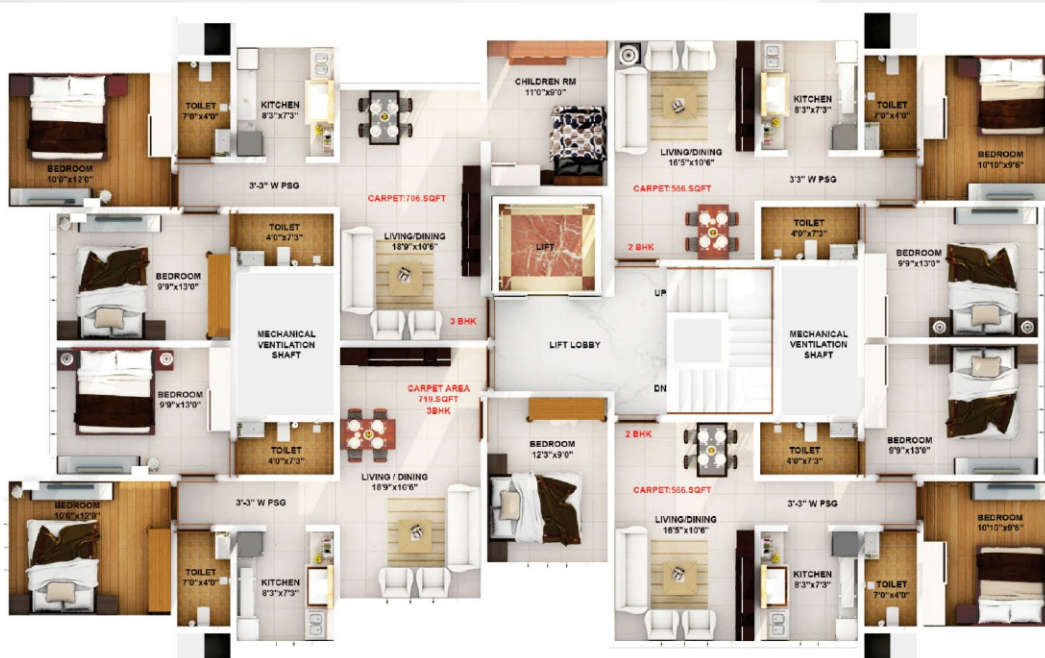 CHILDREN RM
11'0"x9'0"
TOILET
7'0"x4'0"
KITCHEN
8'3"x7'3"
KITCHEN
8'3"x7'3"
TOILET
7'0"x4'0"
BEDROOM
10'0"x12'0"
LIVING/DINING
16'5"x10'6"
BEDROOM
10'10"x9'6"
3'-3" W PSG
CARPET:706.SQFT
CARPET:566.SQFT
3'3" W PSG
TOILET
4'0"x7'3"
LIVING/DINING
18'9"x10'6"
LIFT
2 BHK
TOILET
4'0"x7'3"
BEDROOM
9'9"x13'0"
BEDROOM
9'9"x13'0"
UP
3 BHK
MECHANICAL
VENTILATION
SHAFT
LIFT LOBBY
MECHANICAL
VENTILATION
SHAFT
BEDROOM
9'9"x13'0"
CARPET AREA
719.SQFT
3BHK
DN
TOILET
4'0"x7'3"
BEDROOM
12'3"x9'0"
2 BHK
TOILET
4'0"x7'3"
BEDROOM
9'9"x13'0"
LIVING / DINING
18'9"x10'6"
CARPET:566.SQFT
BEDROOM
10'0"x12'0"
3'-3" W PSG
LIVING/DINING
16'5"x10'6"
3'-3" W PSG
BEDROOM
10'10"x9'6"
TOILET
7'0"x4'0"
KITCHEN
8'3"x7'3"
KITCHEN
8'3"x7'3"
TOILET
7'0"x4'0"